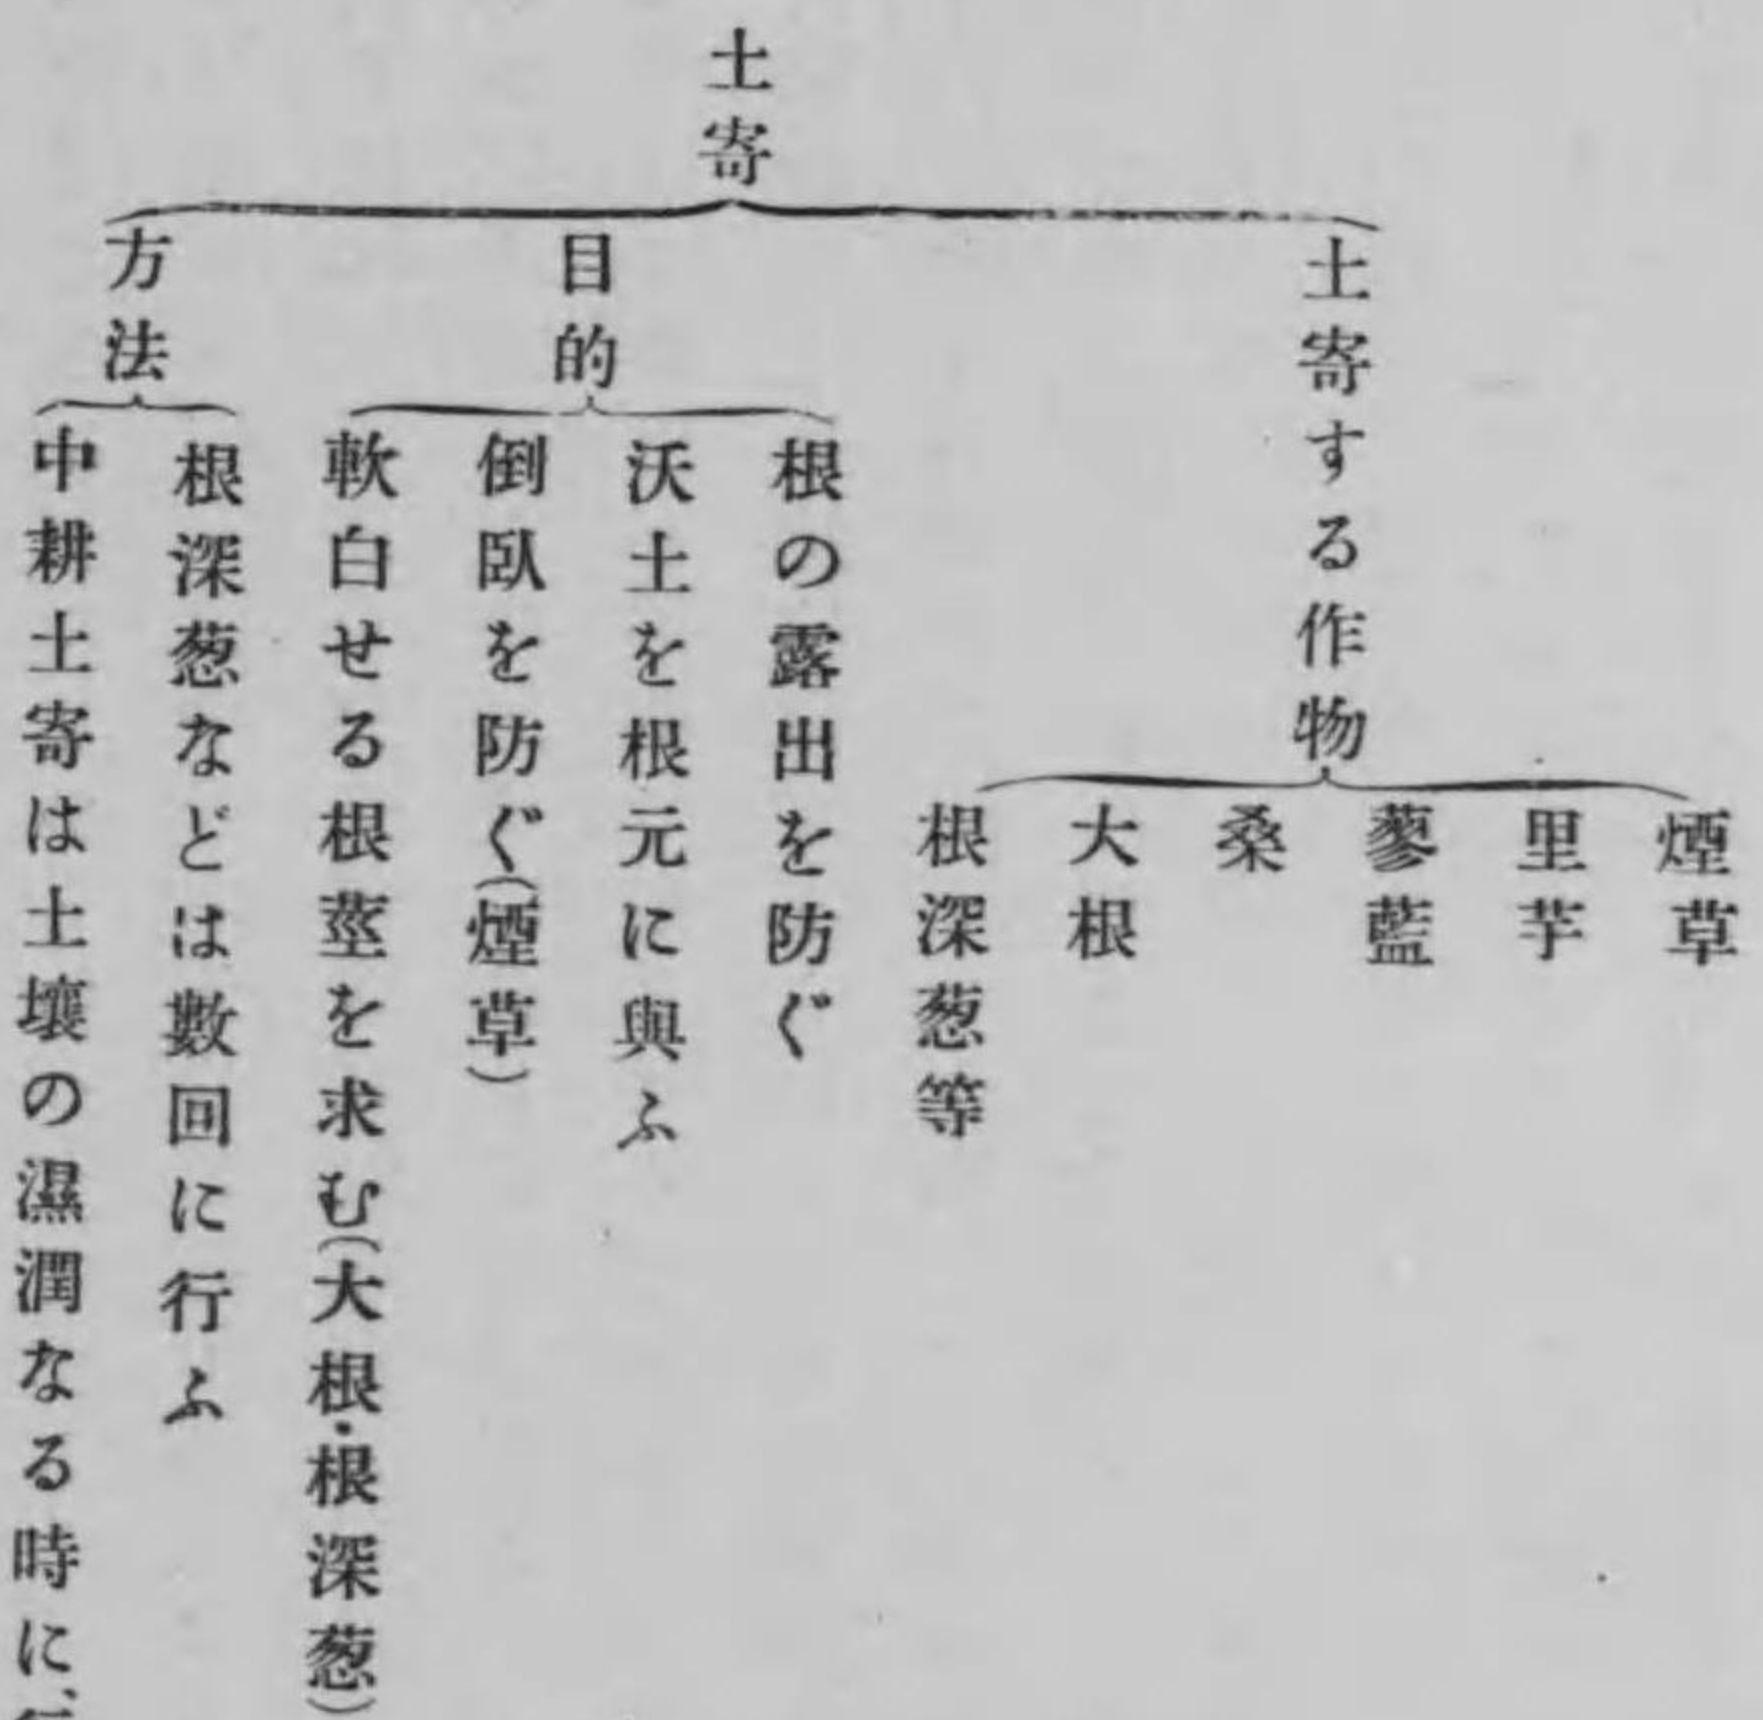 土寄
土寄する作物
煙草
里芋
蓼藍
桑
大根
根深葱等
目的
根の露出を防ぐ
沃土を根元に與ふ
倒臥を防ぐ(煙草)
軟白せる根莖を求む(大根・根深葱)
方法
根深葱などは數回に行ふ
中耕土寄は土壤の濕潤なる時に、